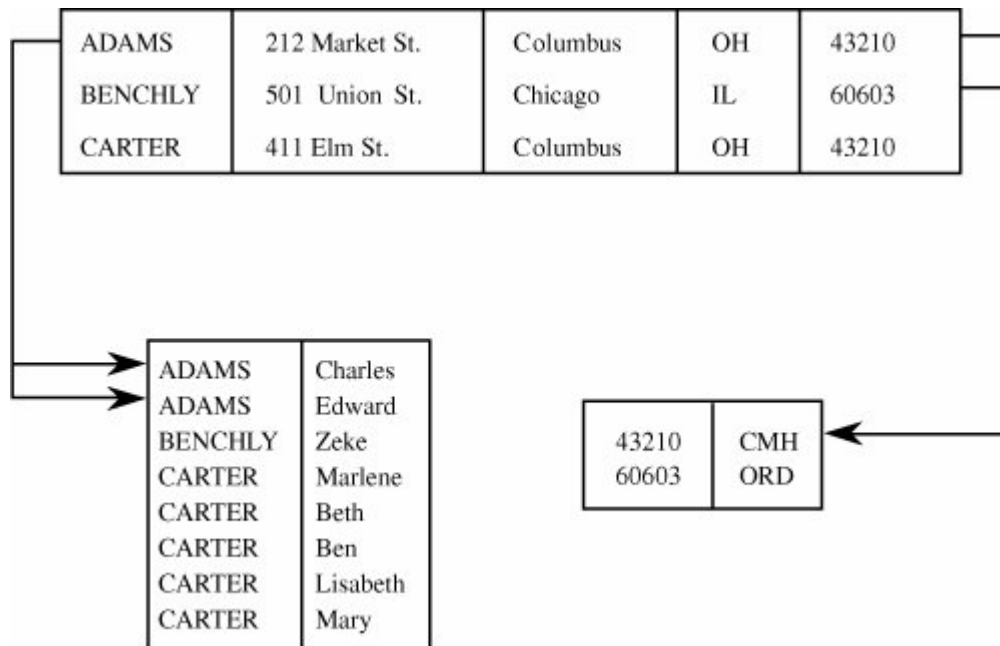 ADAMS 212 Market St. Columbus OH 43210
BENCHLY 501 Union St. Chicago IL 60603
CARTER 411 Elm St. Columbus OH 43210
ADAMS Charles
ADAMS Edward
BENCHLY Zeke
CARTER Marlene
CARTER Beth
CARTER Ben
CARTER Lisabeth
CARTER Mary
43210 CMH
60603 ORD